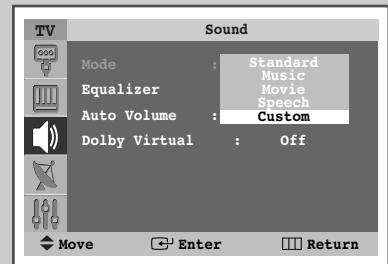 TV Sound
Mode : Standard
Music
Equalizer Movie
Speech
Auto Volume : Custom
Dolby Virtual : Off
Move Enter Return